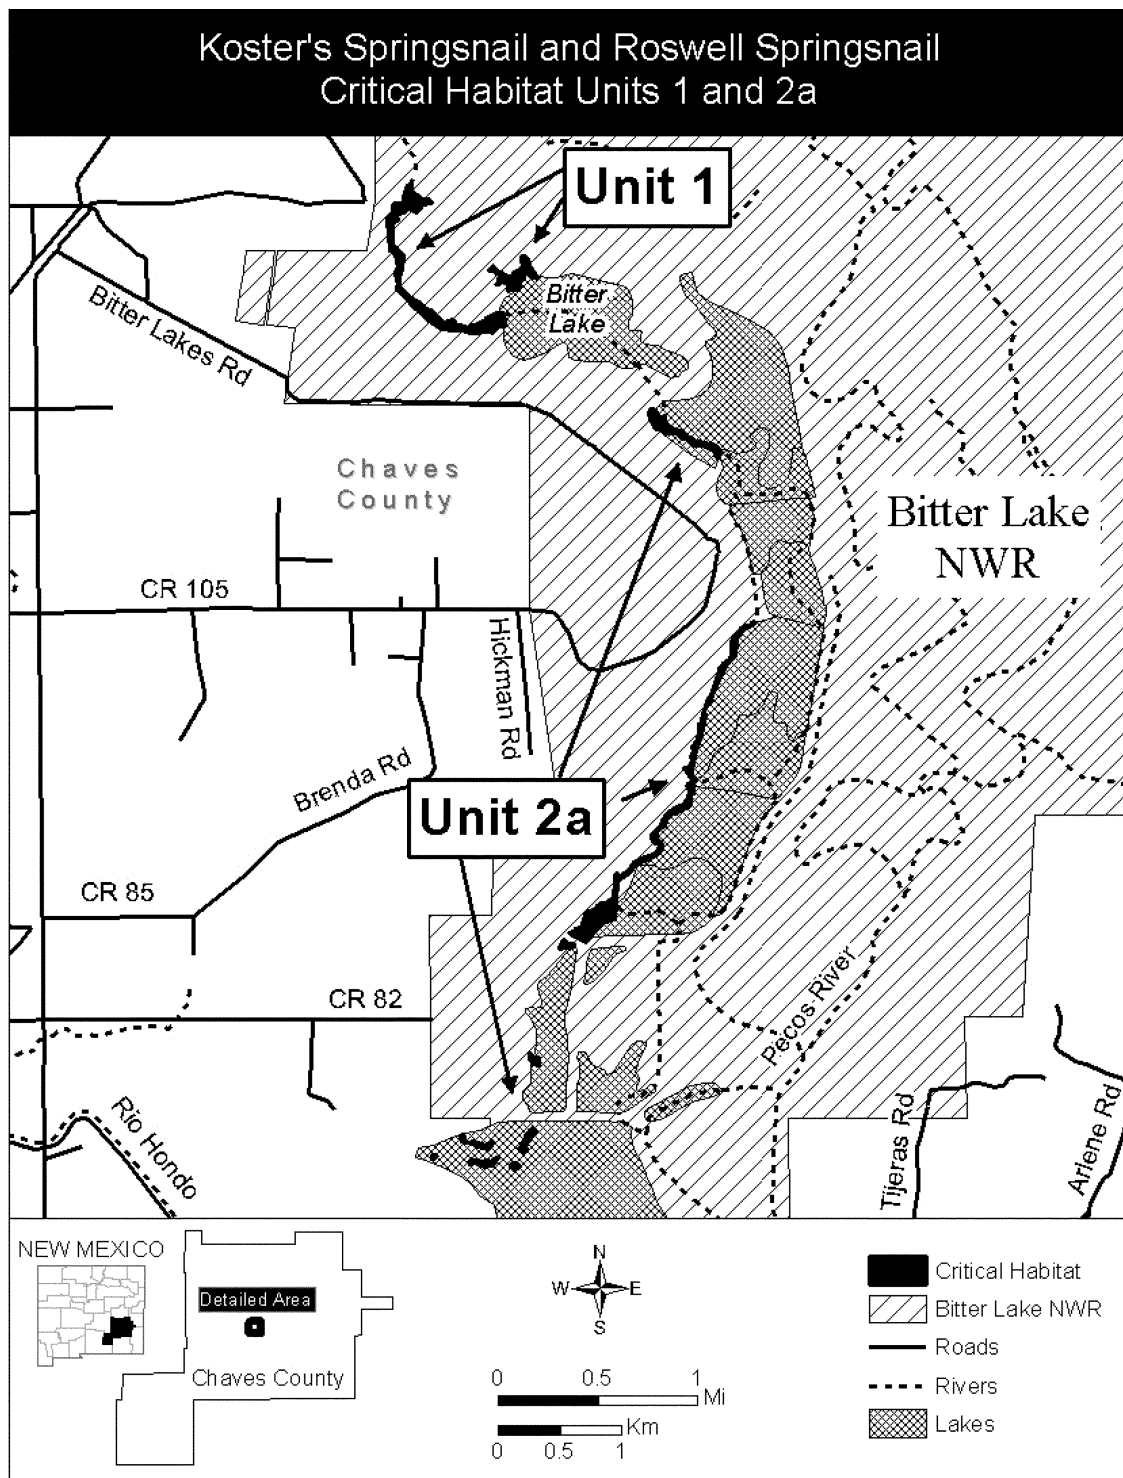 Koster's Springsnail and Roswell Springsnail
Critical Habitat Units 1 and 2a
Unit 1
Bitter
Lake
Bitter Lakes Rd
Chaves
County
Bitter Lake
NWR
CR 105
Hickman Rd
Brenda Rd
Unit 2a
CR 85
CR 82
Pecos River
Rio Hondo
Tijeras Rd
Arlene Rd
NEW MEXICO
Detailed Area
Chaves County
N
W E
S
0 0.5 1
Mi
Km
0 0.5 1
Critical Habitat
Bitter Lake NWR
Roads
Rivers
Lakes